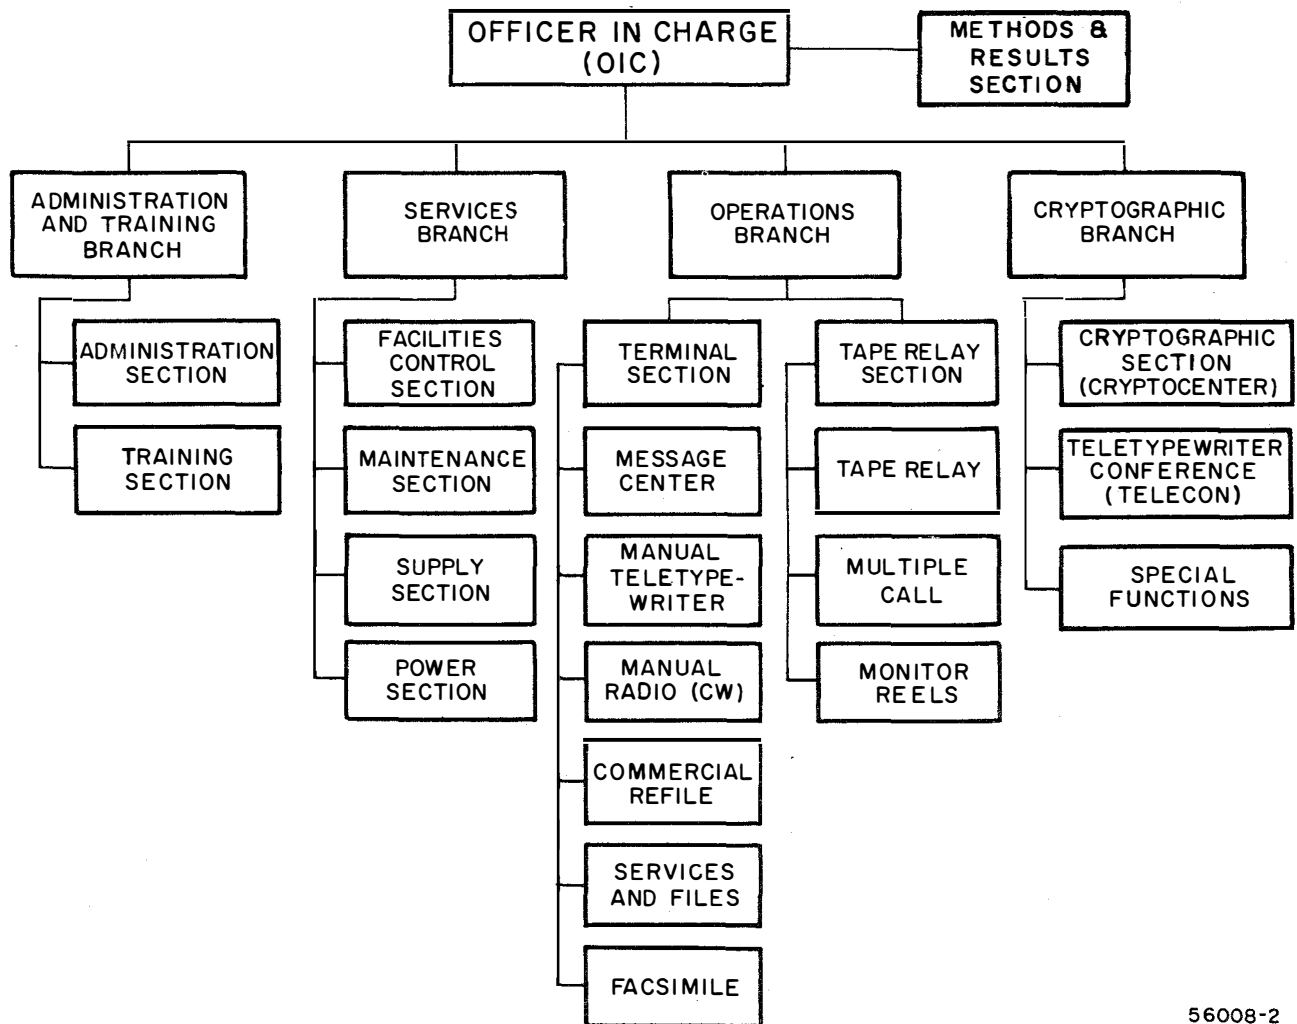 OFFICER IN CHARGE
(OIC)
METHODS &
RESULTS
SECTION
ADMINISTRATION
AND TRAINING
BRANCH
SERVICES
BRANCH
OPERATIONS
BRANCH
CRYPTOGRAPHIC
BRANCH
ADMINISTRATION
SECTION
TRAINING
SECTION
FACILITIES
CONTROL
SECTION
MAINTENANCE
SECTION
SUPPLY
SECTION
POWER
SECTION
TERMINAL
SECTION
MESSAGE
CENTER
MANUAL
TELETYPE-
WRITER
MANUAL
RADIO (CW)
COMMERCIAL
REFILE
SERVICES
AND FILES
FACSIMILE
TAPE RELAY
SECTION
TAPE RELAY
MULTIPLE
CALL
MONITOR
REELS
CRYPTOGRAPHIC
SECTION
(CRYPTOCENTER)
TELETYPEWRITER
CONFERENCE
(TELECON)
SPECIAL
FUNCTIONS
56008-2